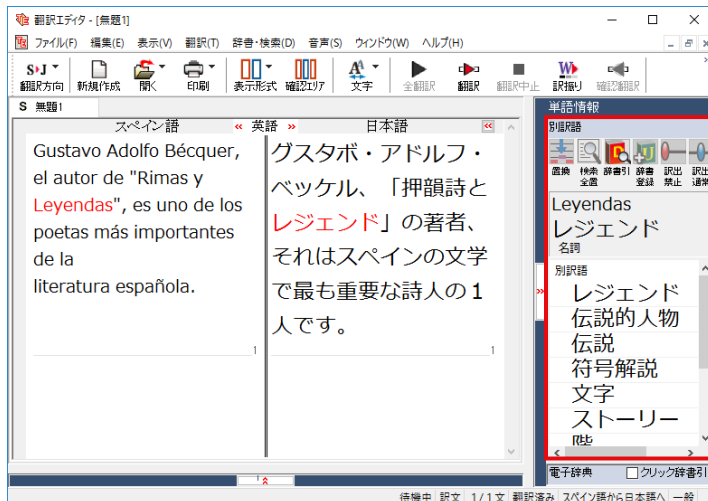 翻訳エディタ - [無題1]
ファイル(F) 編集(E) 表示(V) 翻訳(T) 辞書・検索(D) 音声(S) ウィンドウ(W) ヘルプ(H)
S›J
翻訳方向 新規作成 開く 印刷 表示形式 確認エリア 文字 全翻訳 翻訳 翻訳中止 訳振り 確認翻訳
S 無題1
スペイン語 « 英語 » 日本語 «
Gustavo Adolfo Bécquer,
el autor de "Rimas y
Leyendas", es uno de los
poetas más importantes
de la
literatura española.
1
グスタボ・アドルフ・
ベッケル、「押韻詩と
レジェンド」の著者、
それはスペインの文学
で最も重要な詩人の1
人です。
1
単語情報
別訳語
置換 検索全置 辞書引 辞書登録 訳出禁止 訳出通常
Leyendas
レジェンド
名詞
別訳語
レジェンド
伝説的人物
伝説
符号解説
文字
ストーリー
階
電子辞典 クリック辞書引
待機中 訳文 1/1文 翻訳済み スペイン語から日本語へ 一般